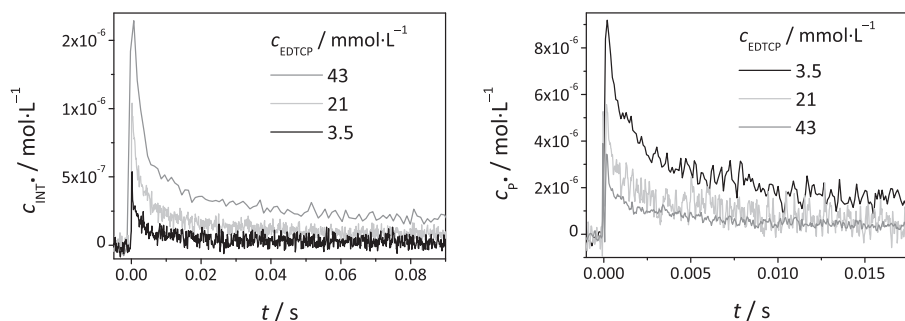 2x10⁻⁶
1x10⁻⁶
5x10⁻⁷
0
0.00 0.02 0.04 0.06 0.08
t / s
c_INT• / mol·L⁻¹
c_EDTCP / mmol·L⁻¹
43
21
3.5
8x10⁻⁶
6x10⁻⁶
4x10⁻⁶
2x10⁻⁶
0
0.000 0.005 0.010 0.015
t / s
c_P• / mol·L⁻¹
c_EDTCP / mmol·L⁻¹
3.5
21
43